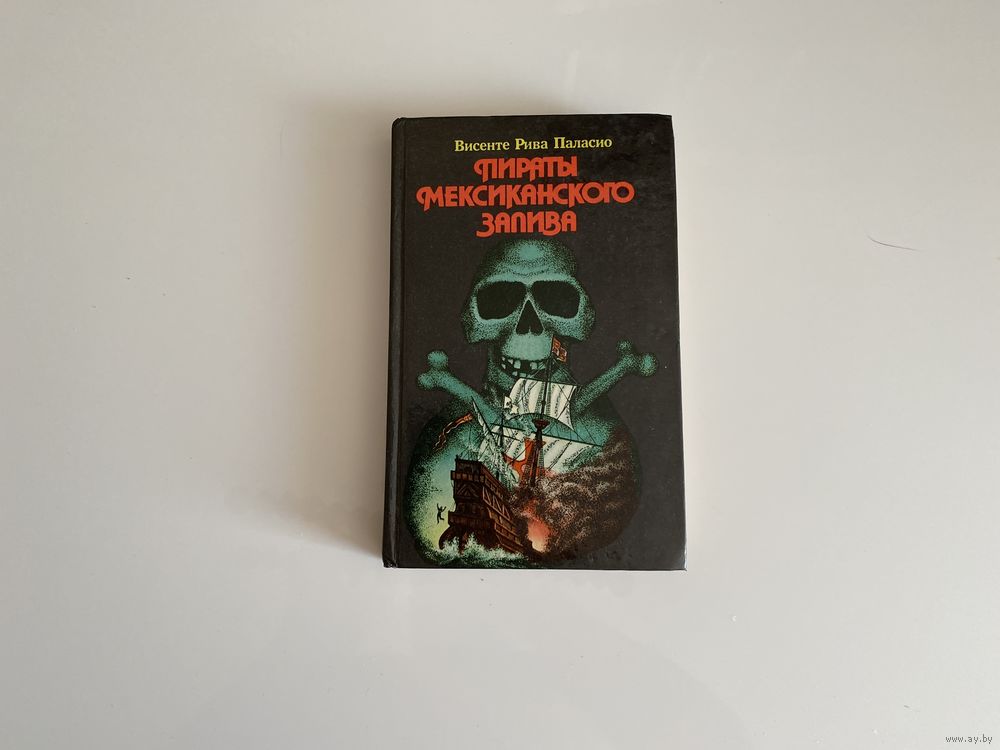 Висенте Рива Паласио
ПИРАТЫ
МЕКСИКАНСКОГО
ЗАЛИВА
www.ay.by